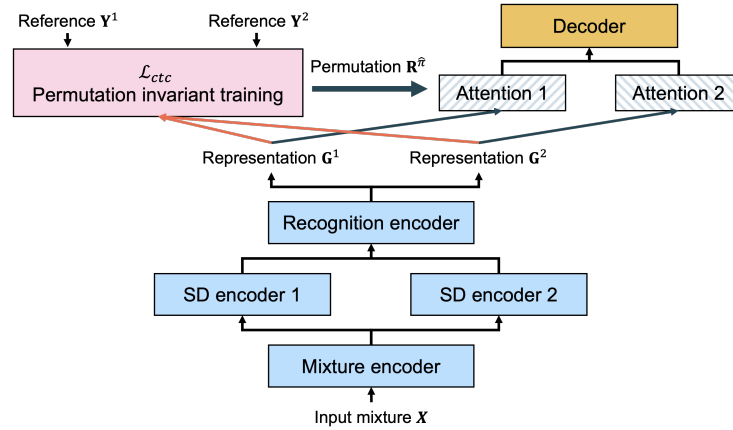 Reference Y¹
Reference Y²
Decoder
ℒ_ctc
Permutation invariant training
Permutation R^π̂
Attention 1
Attention 2
Representation G¹
Representation G²
Recognition encoder
SD encoder 1
SD encoder 2
Mixture encoder
Input mixture X